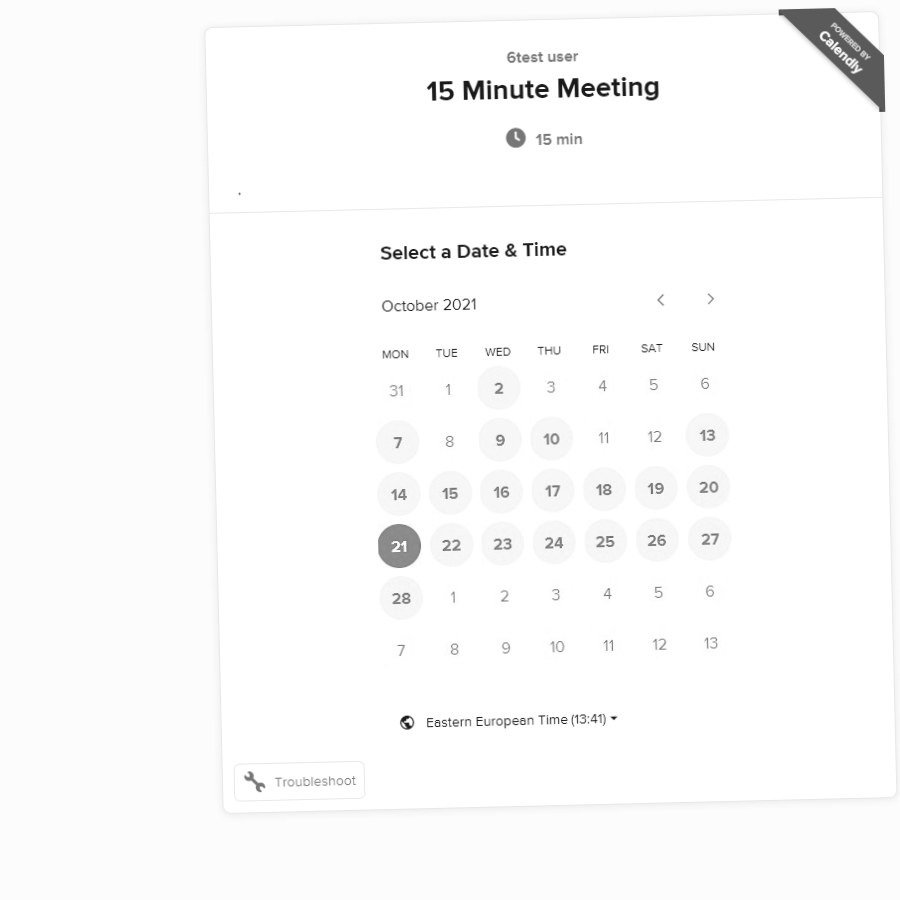 POWERED BY
Calendly
6test user
15 Minute Meeting
15 min
.
Select a Date & Time
October 2021
MON TUE WED THU FRI SAT SUN
31 1 2 3 4 5 6
7 8 9 10 11 12 13
14 15 16 17 18 19 20
21 22 23 24 25 26 27
28 1 2 3 4 5 6
7 8 9 10 11 12 13
Eastern European Time (13:41)
Troubleshoot